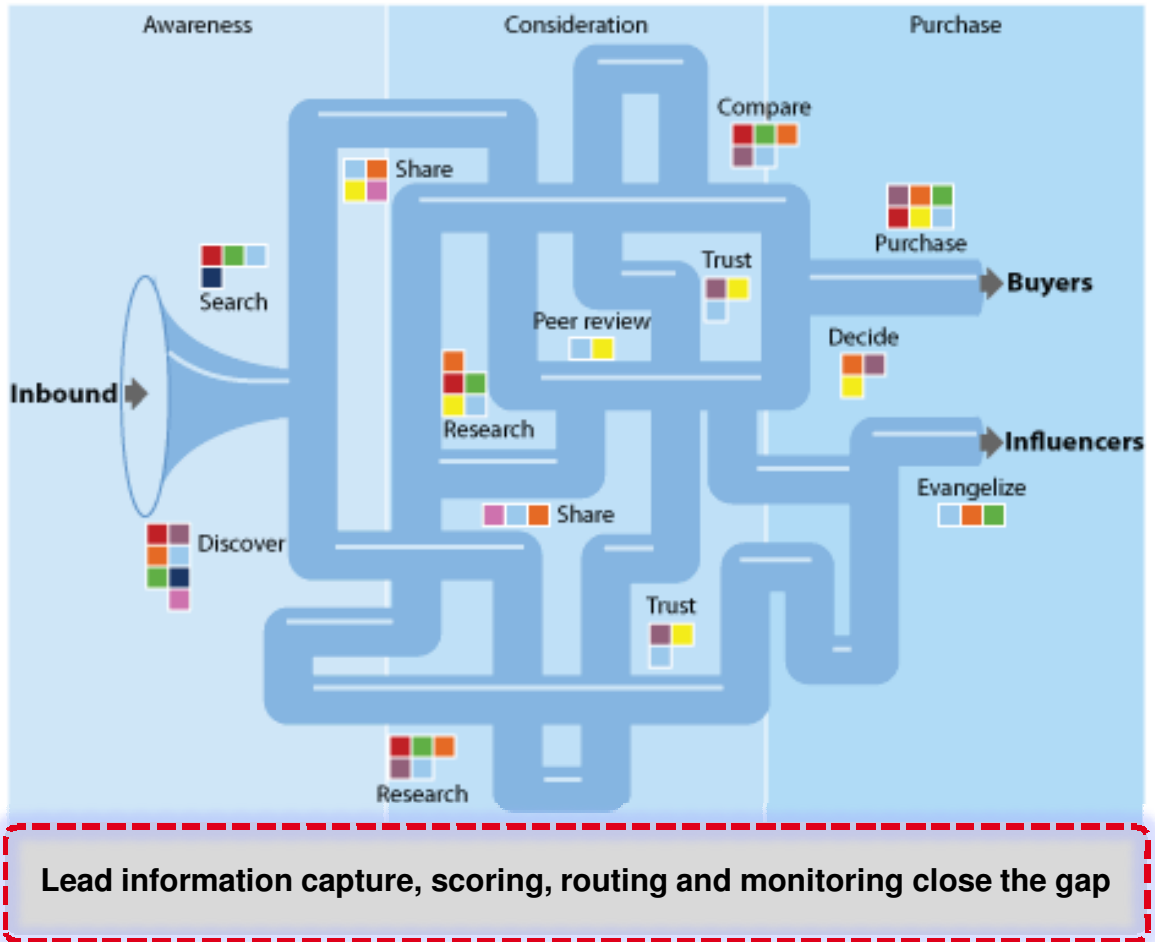 Awareness
Consideration
Purchase
Compare
Share
Purchase
Search
Trust
Buyers
Peer review
Decide
Inbound
Research
Influencers
Evangelize
Share
Discover
Trust
Research
Lead information capture, scoring, routing and monitoring close the gap